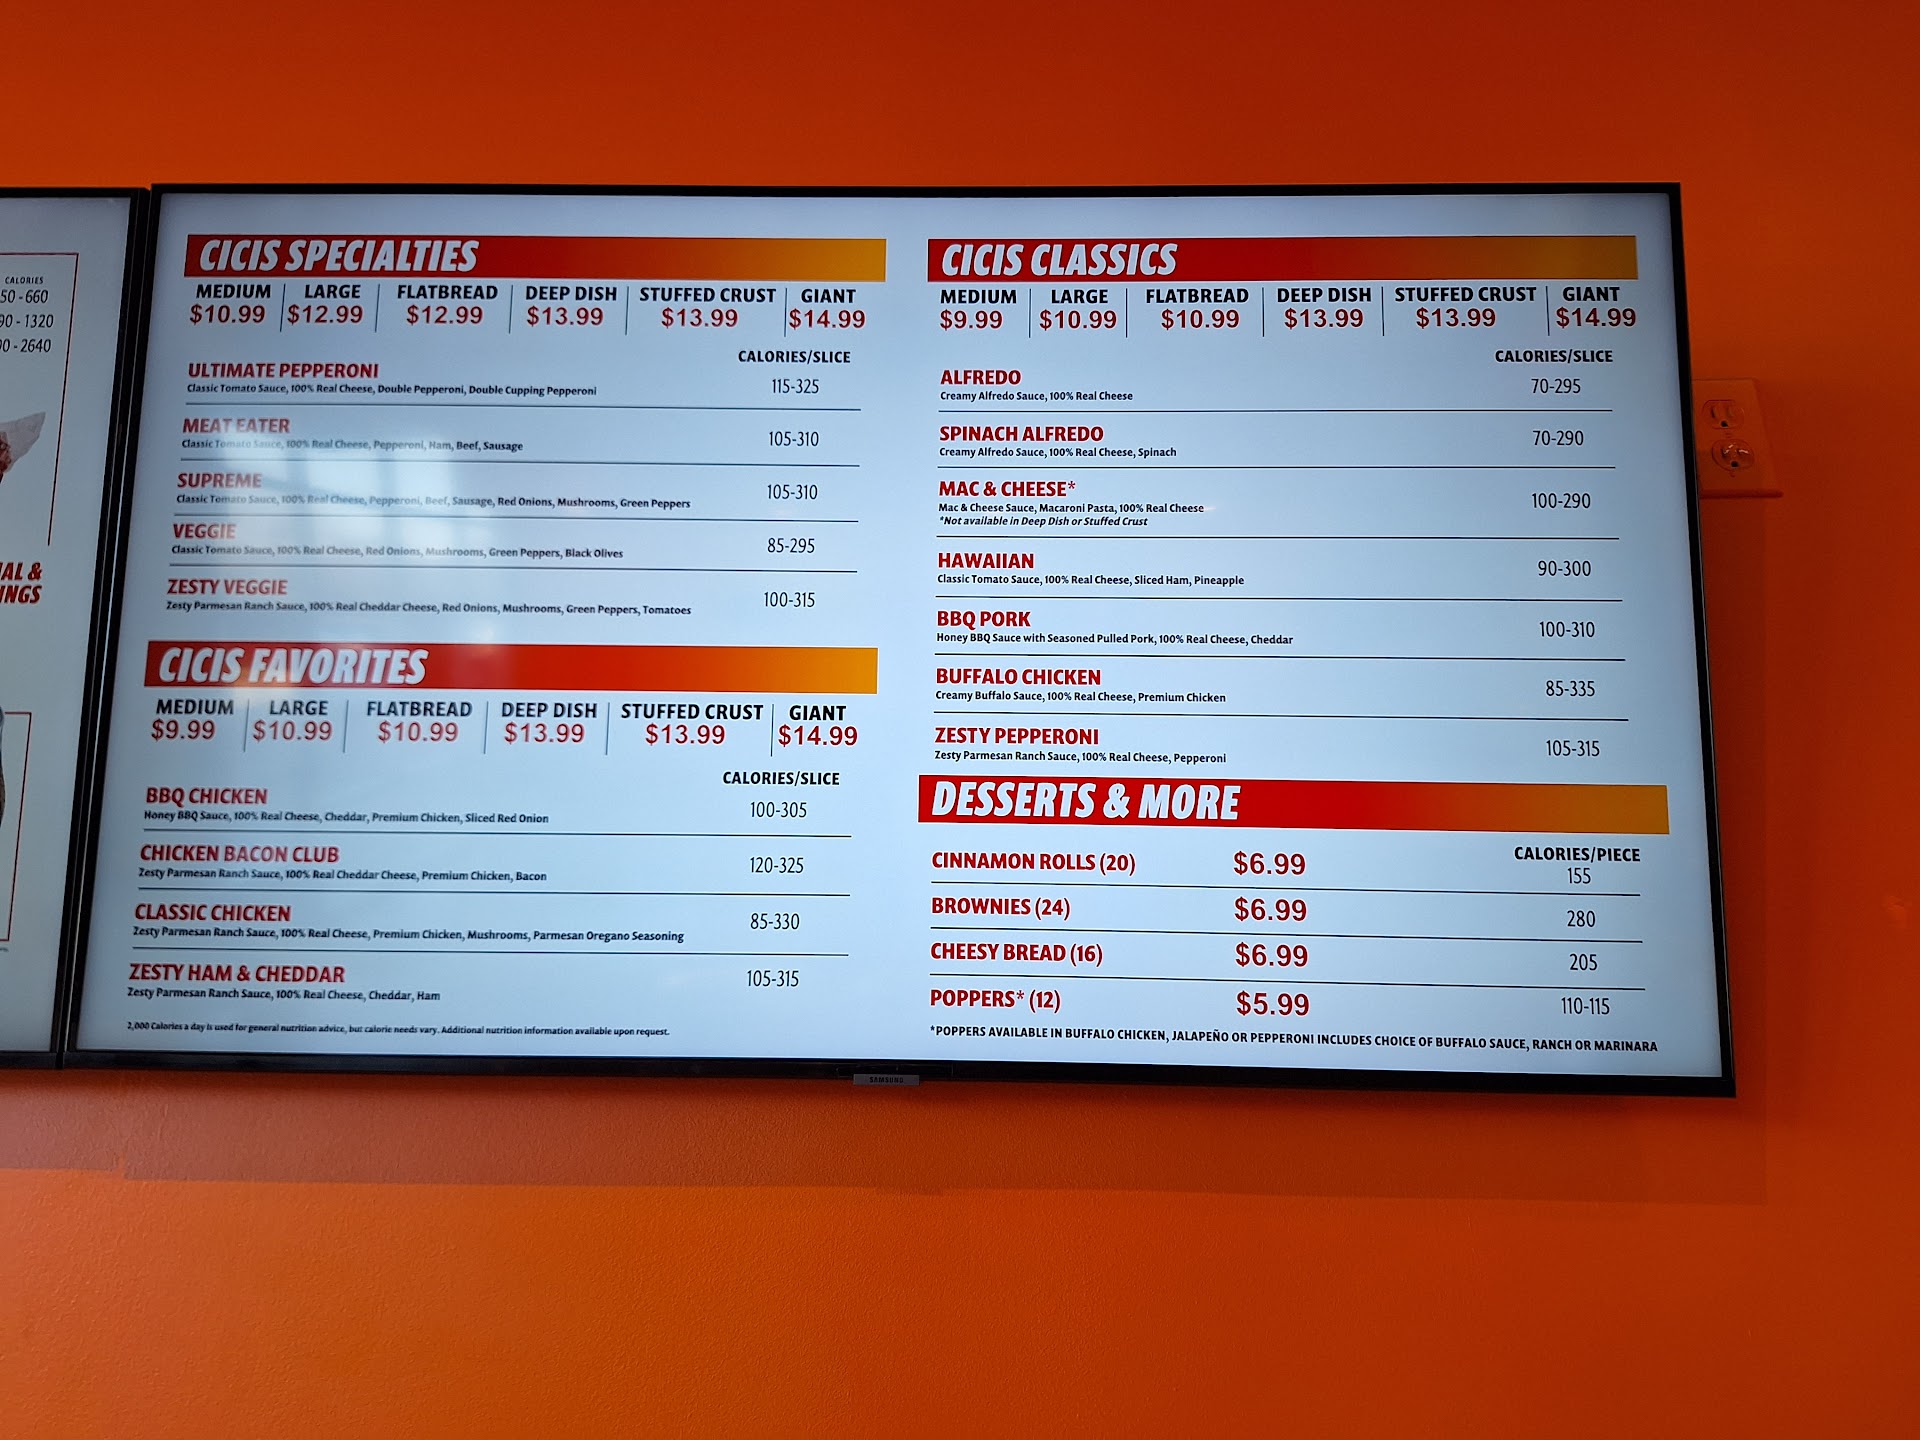 CALORIES
50 - 660
90 - 1320
00 - 2640
AL &
INGS
CICIS SPECIALTIES
MEDIUM LARGE FLATBREAD DEEP DISH STUFFED CRUST GIANT
$10.99 $12.99 $12.99 $13.99 $13.99 $14.99
CALORIES/SLICE
ULTIMATE PEPPERONI
Classic Tomato Sauce, 100% Real Cheese, Double Pepperoni, Double Cupping Pepperoni
115-325
MEAT EATER
Classic Tomato Sauce, 100% Real Cheese, Pepperoni, Ham, Beef, Sausage
105-310
SUPREME
Classic Tomato Sauce, 100% Real Cheese, Pepperoni, Beef, Sausage, Red Onions, Mushrooms, Green Peppers
105-310
VEGGIE
Classic Tomato Sauce, 100% Real Cheese, Red Onions, Mushrooms, Green Peppers, Black Olives
85-295
ZESTY VEGGIE
Zesty Parmesan Ranch Sauce, 100% Real Cheddar Cheese, Red Onions, Mushrooms, Green Peppers, Tomatoes
100-315
CICIS FAVORITES
MEDIUM LARGE FLATBREAD DEEP DISH STUFFED CRUST GIANT
$9.99 $10.99 $10.99 $13.99 $13.99 $14.99
CALORIES/SLICE
BBQ CHICKEN
Honey BBQ Sauce, 100% Real Cheese, Cheddar, Premium Chicken, Sliced Red Onion
100-305
CHICKEN BACON CLUB
Zesty Parmesan Ranch Sauce, 100% Real Cheddar Cheese, Premium Chicken, Bacon
120-325
CLASSIC CHICKEN
Zesty Parmesan Ranch Sauce, 100% Real Cheese, Premium Chicken, Mushrooms, Parmesan Oregano Seasoning
85-330
ZESTY HAM & CHEDDAR
Zesty Parmesan Ranch Sauce, 100% Real Cheese, Cheddar, Ham
105-315
2,000 Calories a day is used for general nutrition advice, but calorie needs vary. Additional nutrition information available upon request.
CICIS CLASSICS
MEDIUM LARGE FLATBREAD DEEP DISH STUFFED CRUST GIANT
$9.99 $10.99 $10.99 $13.99 $13.99 $14.99
CALORIES/SLICE
ALFREDO
Creamy Alfredo Sauce, 100% Real Cheese
70-295
SPINACH ALFREDO
Creamy Alfredo Sauce, 100% Real Cheese, Spinach
70-290
MAC & CHEESE*
Mac & Cheese Sauce, Macaroni Pasta, 100% Real Cheese
*Not available in Deep Dish or Stuffed Crust
100-290
HAWAIIAN
Classic Tomato Sauce, 100% Real Cheese, Sliced Ham, Pineapple
90-300
BBQ PORK
Honey BBQ Sauce with Seasoned Pulled Pork, 100% Real Cheese, Cheddar
100-310
BUFFALO CHICKEN
Creamy Buffalo Sauce, 100% Real Cheese, Premium Chicken
85-335
ZESTY PEPPERONI
Zesty Parmesan Ranch Sauce, 100% Real Cheese, Pepperoni
105-315
DESSERTS & MORE
CALORIES/PIECE
CINNAMON ROLLS (20) $6.99 155
BROWNIES (24) $6.99 280
CHEESY BREAD (16) $6.99 205
POPPERS* (12) $5.99 110-115
*POPPERS AVAILABLE IN BUFFALO CHICKEN, JALAPEÑO OR PEPPERONI INCLUDES CHOICE OF BUFFALO SAUCE, RANCH OR MARINARA
SAMSUNG